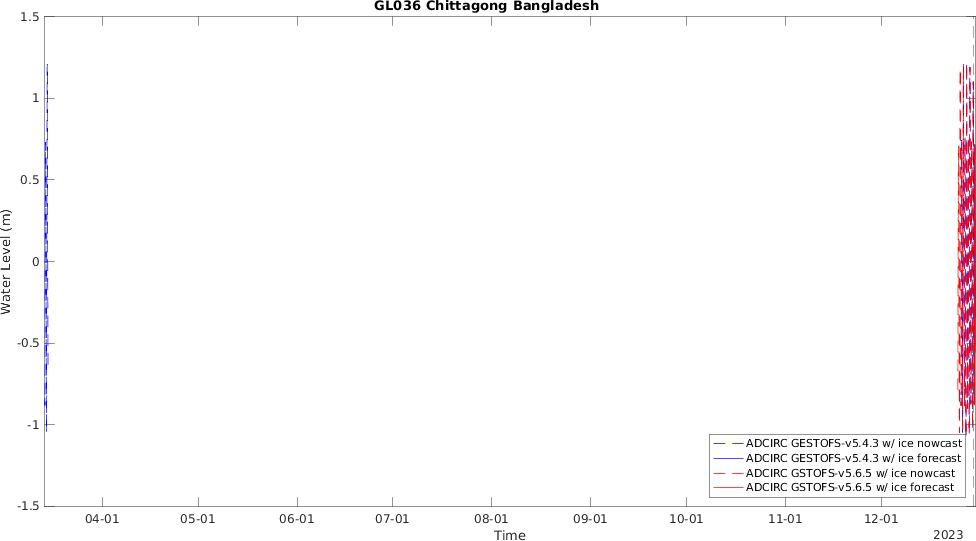 GL036 Chittagong Bangladesh
1.5
1
0.5
0
-0.5
-1
-1.5
Water Level (m)
ADCIRC GESTOFS-v5.4.3 w/ ice nowcast
ADCIRC GESTOFS-v5.4.3 w/ ice forecast
ADCIRC GSTOFS-v5.6.5 w/ ice nowcast
ADCIRC GSTOFS-v5.6.5 w/ ice forecast
04-01 05-01 06-01 07-01 08-01 09-01 10-01 11-01 12-01
Time
2023